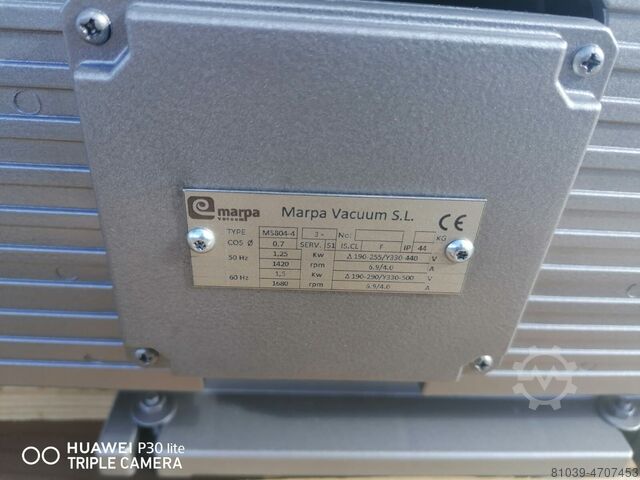 marpa
vacuum
Marpa Vacuum S.L.
CE
TYPE MS804-4 3~ No: KG
COS Ø 0,7 SERV. S1 IS.CL F IP 44
50 Hz 1,25 Kw Δ 190-255/Y330-440 V
1420 rpm 6.9/4.0 A
60 Hz 1,5 Kw Δ 190-290/Y330-500 V
1680 rpm 6.9/4.0 A
HUAWEI P30 lite
TRIPLE CAMERA
81039-4707453